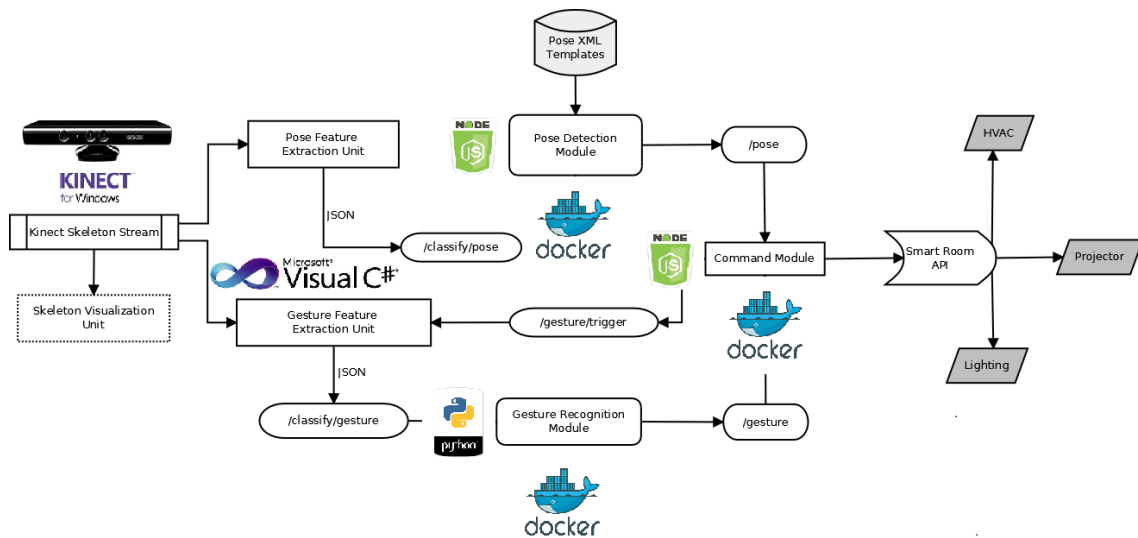 Pose XML
Templates
KINECT
for Windows
Kinect Skeleton Stream
Skeleton Visualization
Unit
Pose Feature
Extraction Unit
JSON
/classify/pose
NODE
JS
Pose Detection
Module
docker
/pose
Microsoft®
Visual C#
Gesture Feature
Extraction Unit
/gesture/trigger
NODE
JS
Command Module
docker
Smart Room
API
HVAC
Projector
Lighting
JSON
/classify/gesture
python
Gesture Recognition
Module
docker
/gesture